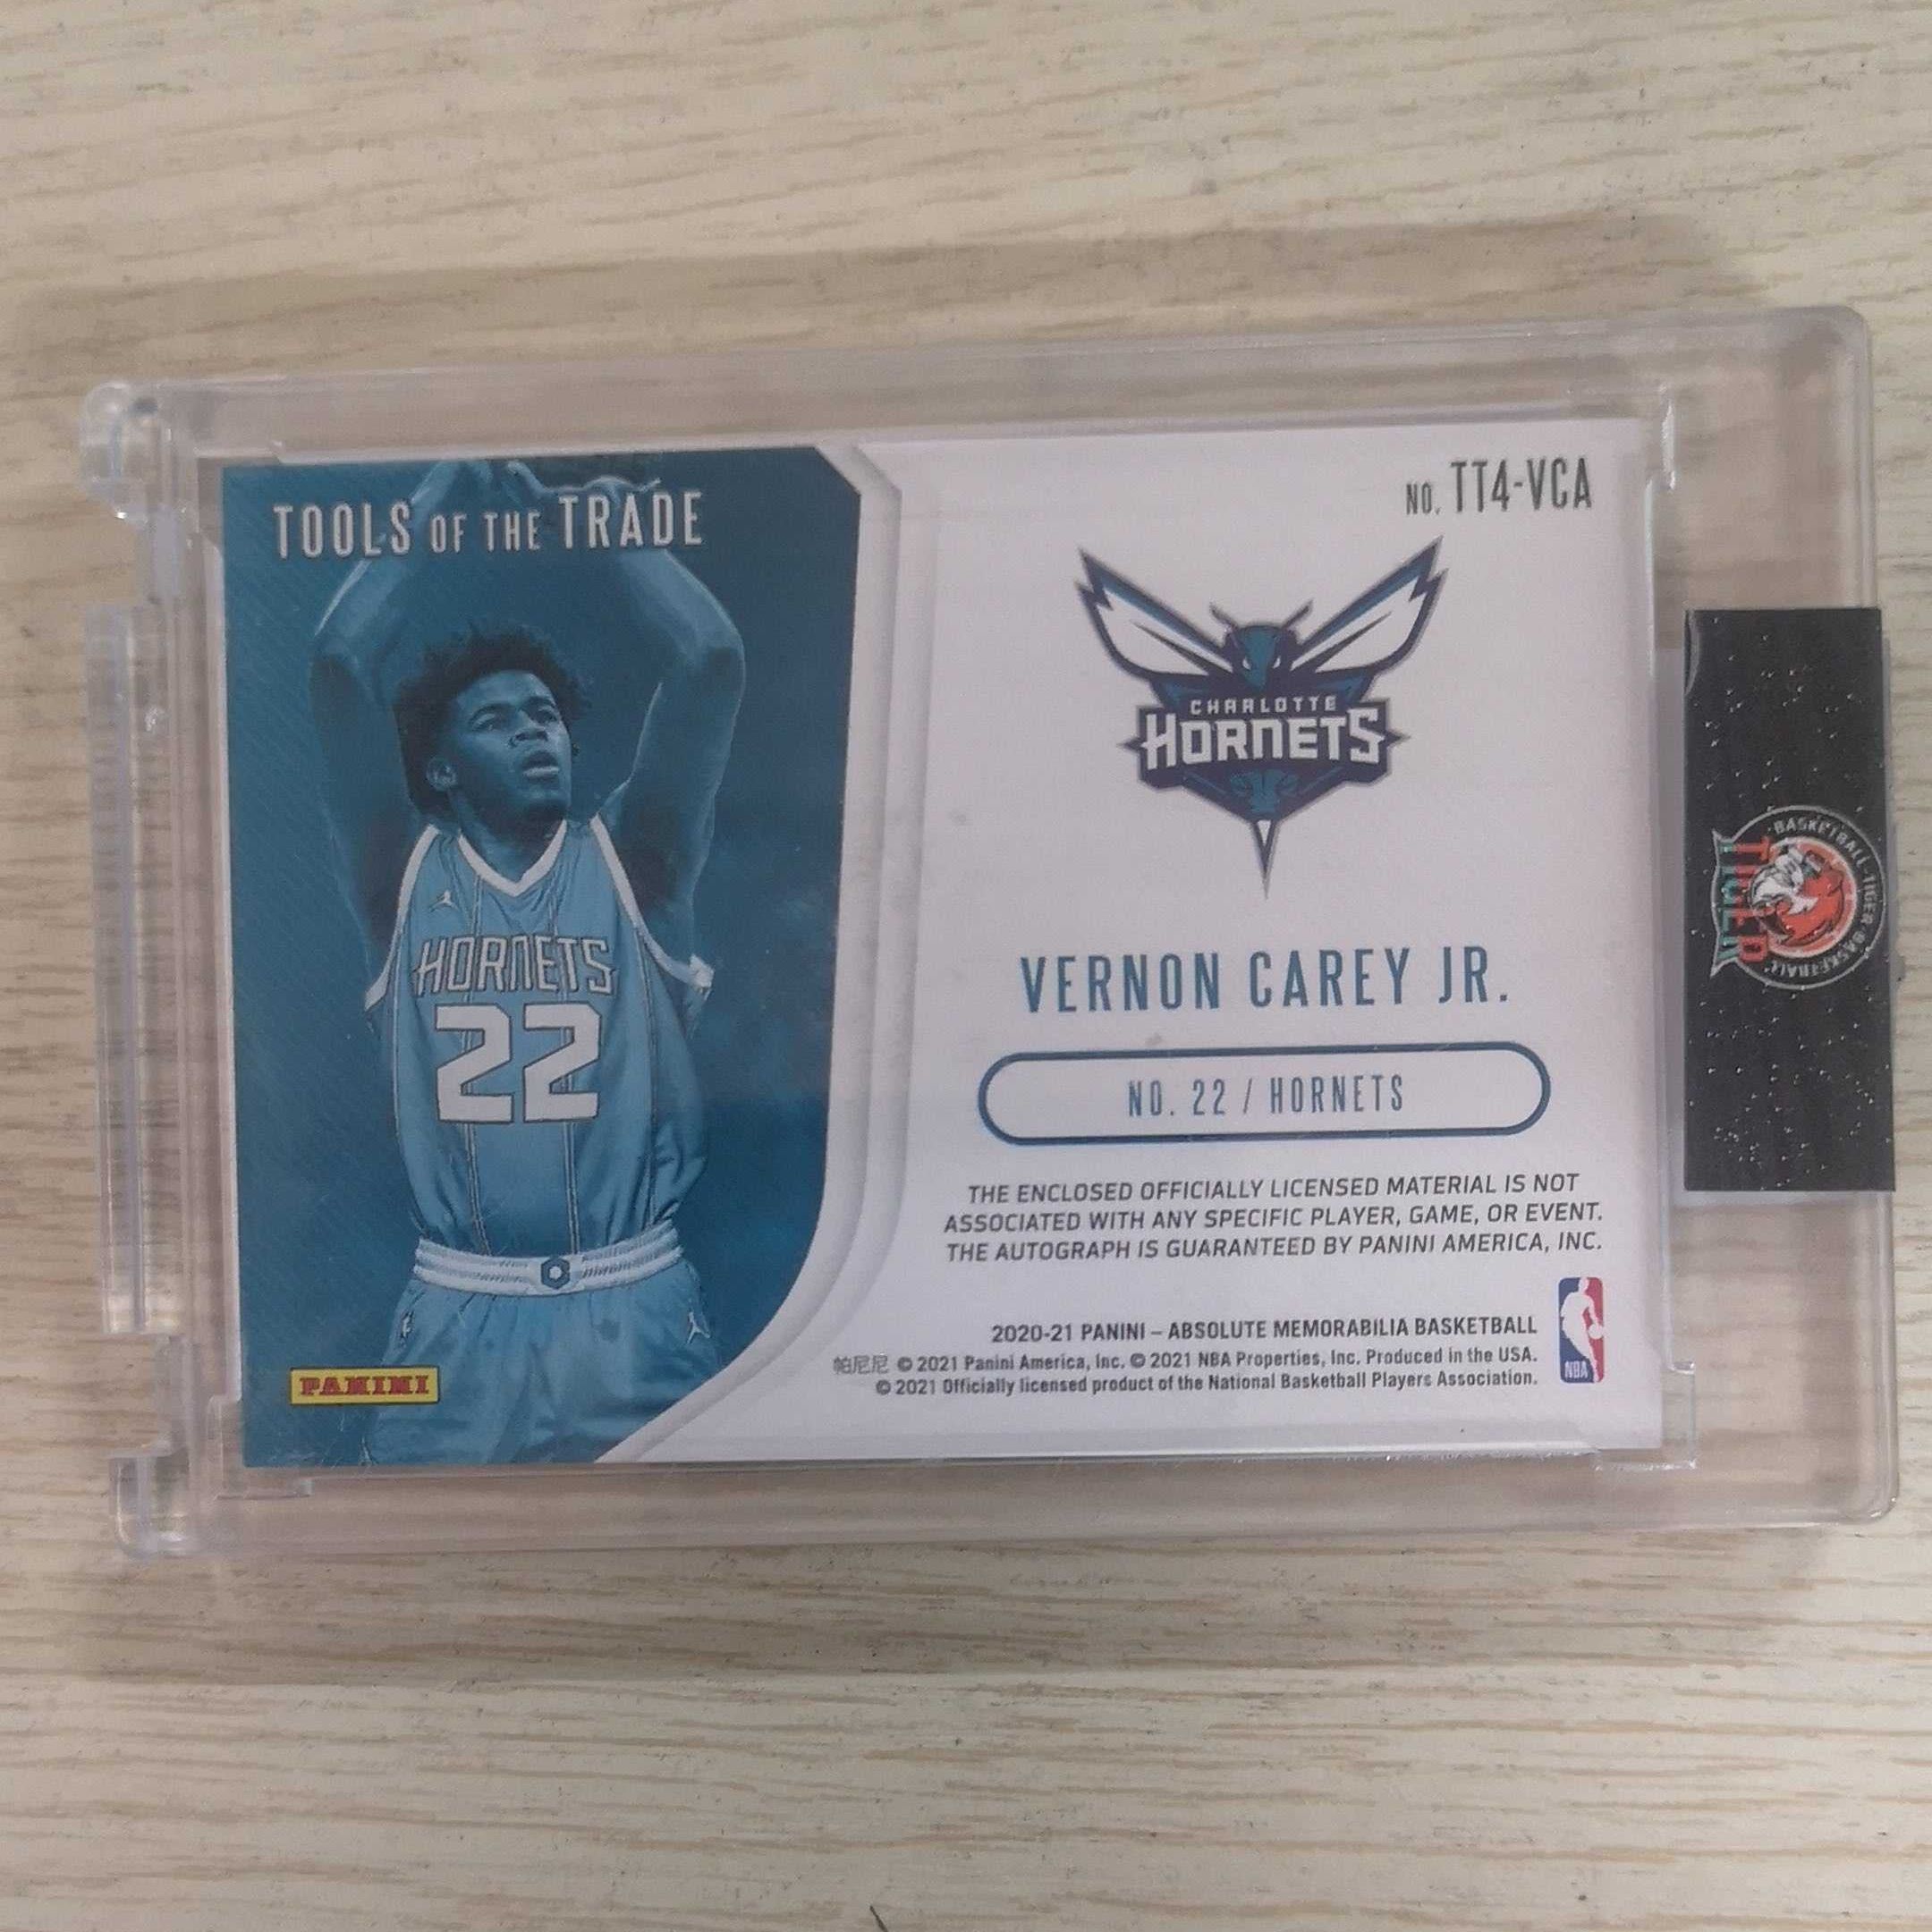 TOOLS OF THE TRADE
HORNETS
22
PANINI
NO. TT4-VCA
CHARLOTTE
HORNETS
VERNON CAREY JR.
NO. 22 / HORNETS
THE ENCLOSED OFFICIALLY LICENSED MATERIAL IS NOT
ASSOCIATED WITH ANY SPECIFIC PLAYER, GAME, OR EVENT.
THE AUTOGRAPH IS GUARANTEED BY PANINI AMERICA, INC.
2020-21 PANINI – ABSOLUTE MEMORABILIA BASKETBALL
帕尼尼 © 2021 Panini America, Inc. © 2021 NBA Properties, Inc. Produced in the USA.
© 2021 Officially licensed product of the National Basketball Players Association.
NBA
BASKETBALL·TIGER·BASKETBALL
TIGER